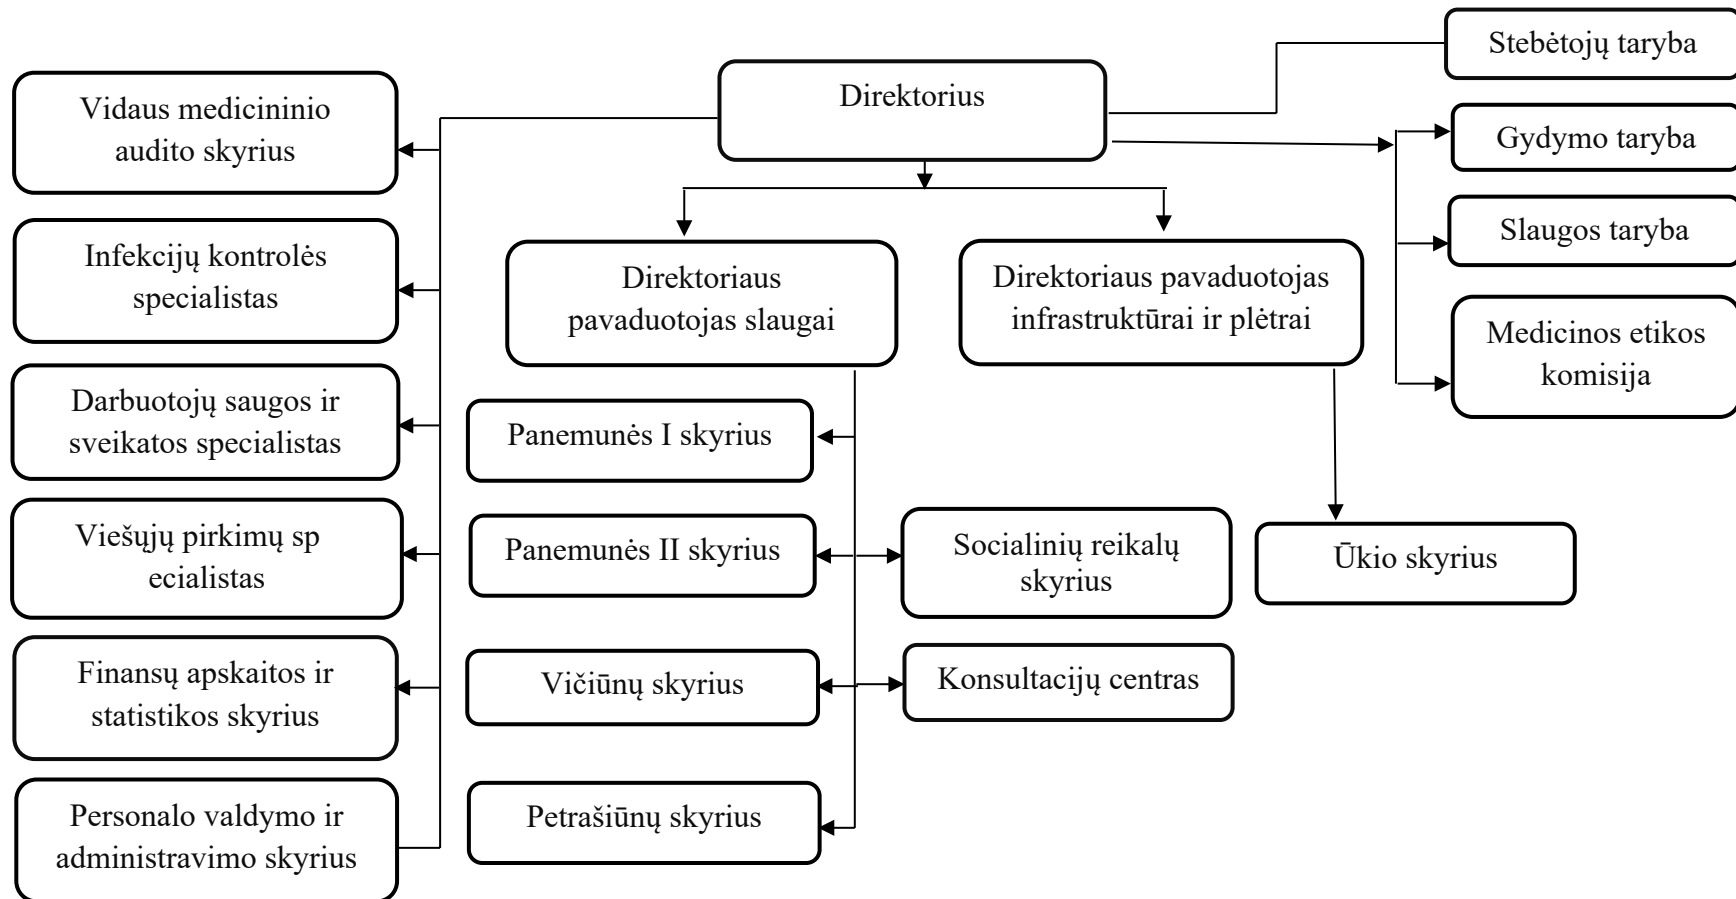 Stebėtojų taryba
Direktorius
Vidaus medicininio
audito skyrius
Gydymo taryba
Slaugos taryba
Infekcijų kontrolės
specialistas
Direktoriaus
pavaduotojas slaugai
Direktoriaus pavaduotojas
infrastruktūrai ir plėtrai
Medicinos etikos
komisija
Darbuotojų saugos ir
sveikatos specialistas
Panemunės I skyrius
Viešųjų pirkimų sp
ecialistas
Panemunės II skyrius
Socialinių reikalų
skyrius
Ūkio skyrius
Finansų apskaitos ir
statistikos skyrius
Vičiūnų skyrius
Konsultacijų centras
Personalo valdymo ir
administravimo skyrius
Petrašiūnų skyrius